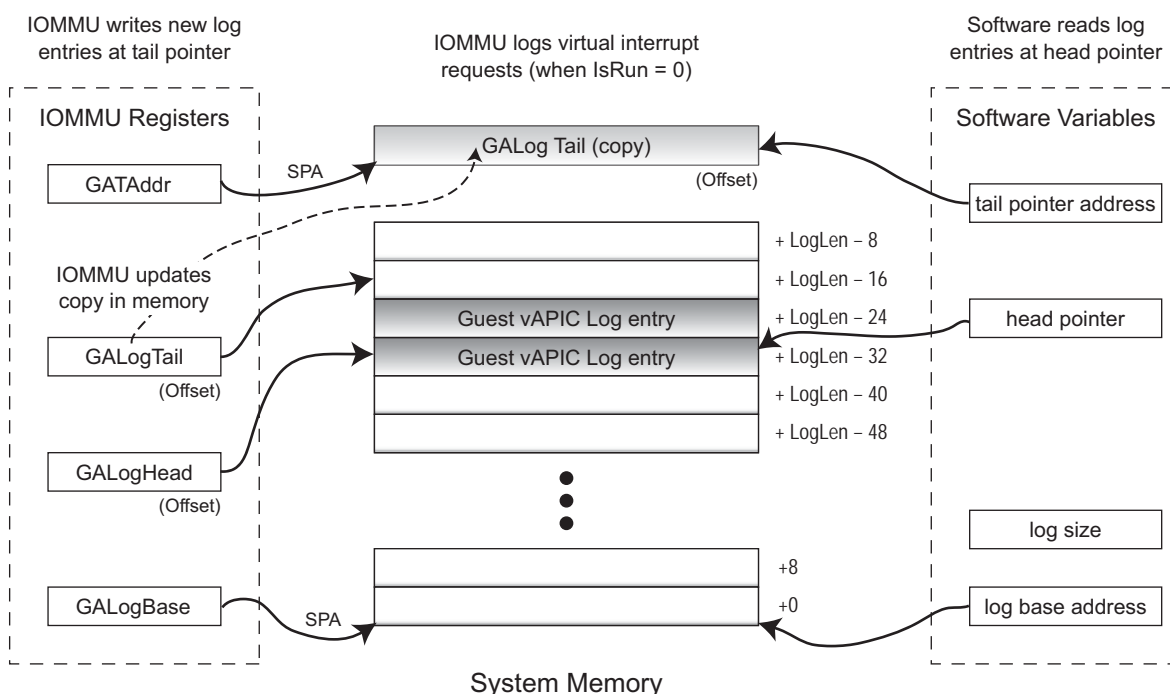 IOMMU writes new log
entries at tail pointer
IOMMU logs virtual interrupt
requests (when IsRun = 0)
Software reads log
entries at head pointer
IOMMU Registers
GATAddr
SPA
IOMMU updates
copy in memory
GALogTail
(Offset)
GALogHead
(Offset)
GALogBase
SPA
GALog Tail (copy)
(Offset)
+ LogLen – 8
+ LogLen – 16
Guest vAPIC Log entry
+ LogLen – 24
Guest vAPIC Log entry
+ LogLen – 32
+ LogLen – 40
+ LogLen – 48
+8
+0
System Memory
Software Variables
tail pointer address
head pointer
log size
log base address